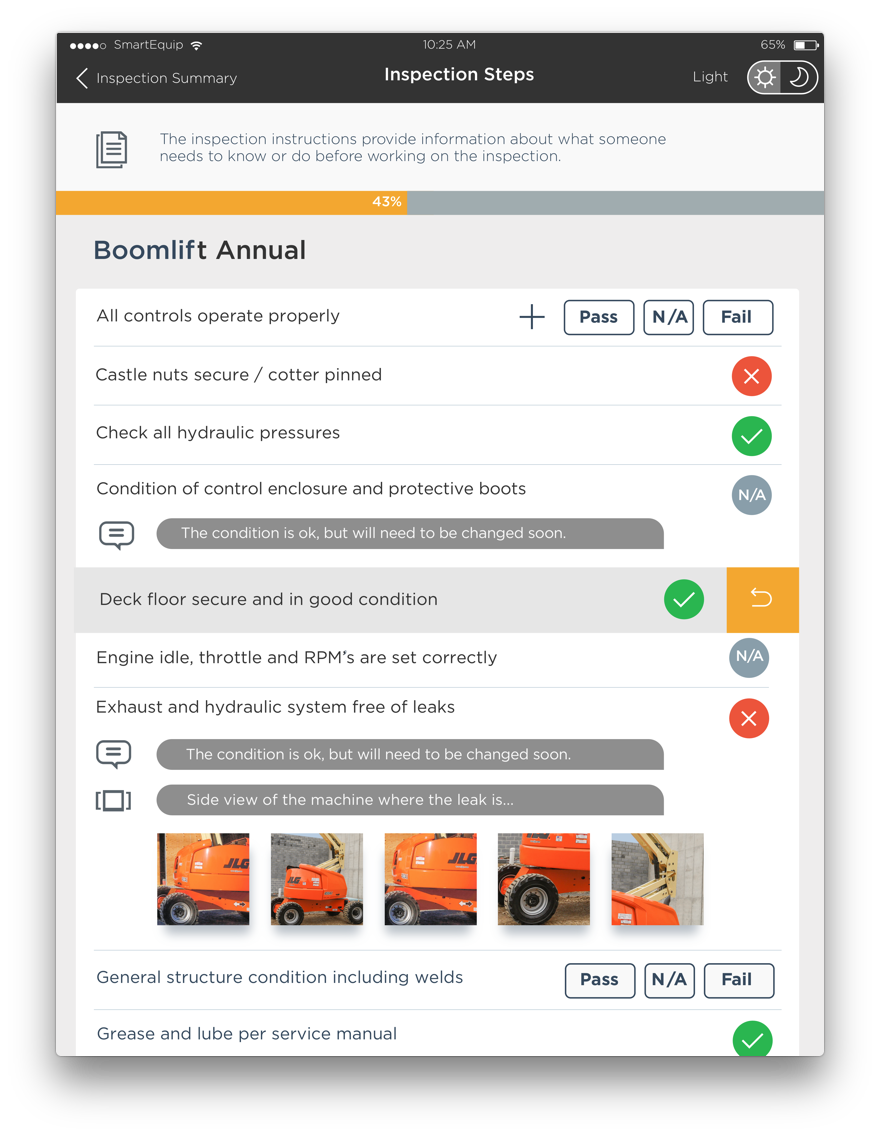 SmartEquip
10:25 AM
65%
Inspection Summary
Inspection Steps
Light
The inspection instructions provide information about what someone
needs to know or do before working on the inspection.
43%
Boomlift Annual
All controls operate properly
Pass
N/A
Fail
Castle nuts secure / cotter pinned
Check all hydraulic pressures
Condition of control enclosure and protective boots
N/A
The condition is ok, but will need to be changed soon.
Deck floor secure and in good condition
Engine idle, throttle and RPM's are set correctly
N/A
Exhaust and hydraulic system free of leaks
The condition is ok, but will need to be changed soon.
Side view of the machine where the leak is...
JLG
JLG
JLG
General structure condition including welds
Pass
N/A
Fail
Grease and lube per service manual